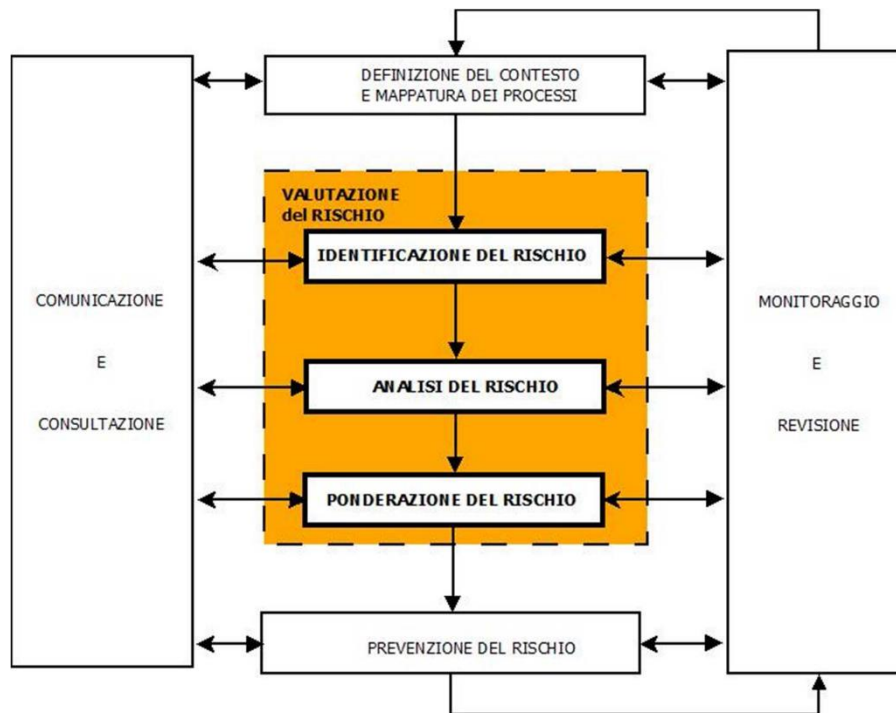 DEFINIZIONE DEL CONTESTO
E MAPPATURA DEI PROCESSI
VALUTAZIONE
del RISCHIO
IDENTIFICAZIONE DEL RISCHIO
COMUNICAZIONE
E
CONSULTAZIONE
ANALISI DEL RISCHIO
MONITORAGGIO
E
REVISIONE
PONDERAZIONE DEL RISCHIO
PREVENZIONE DEL RISCHIO